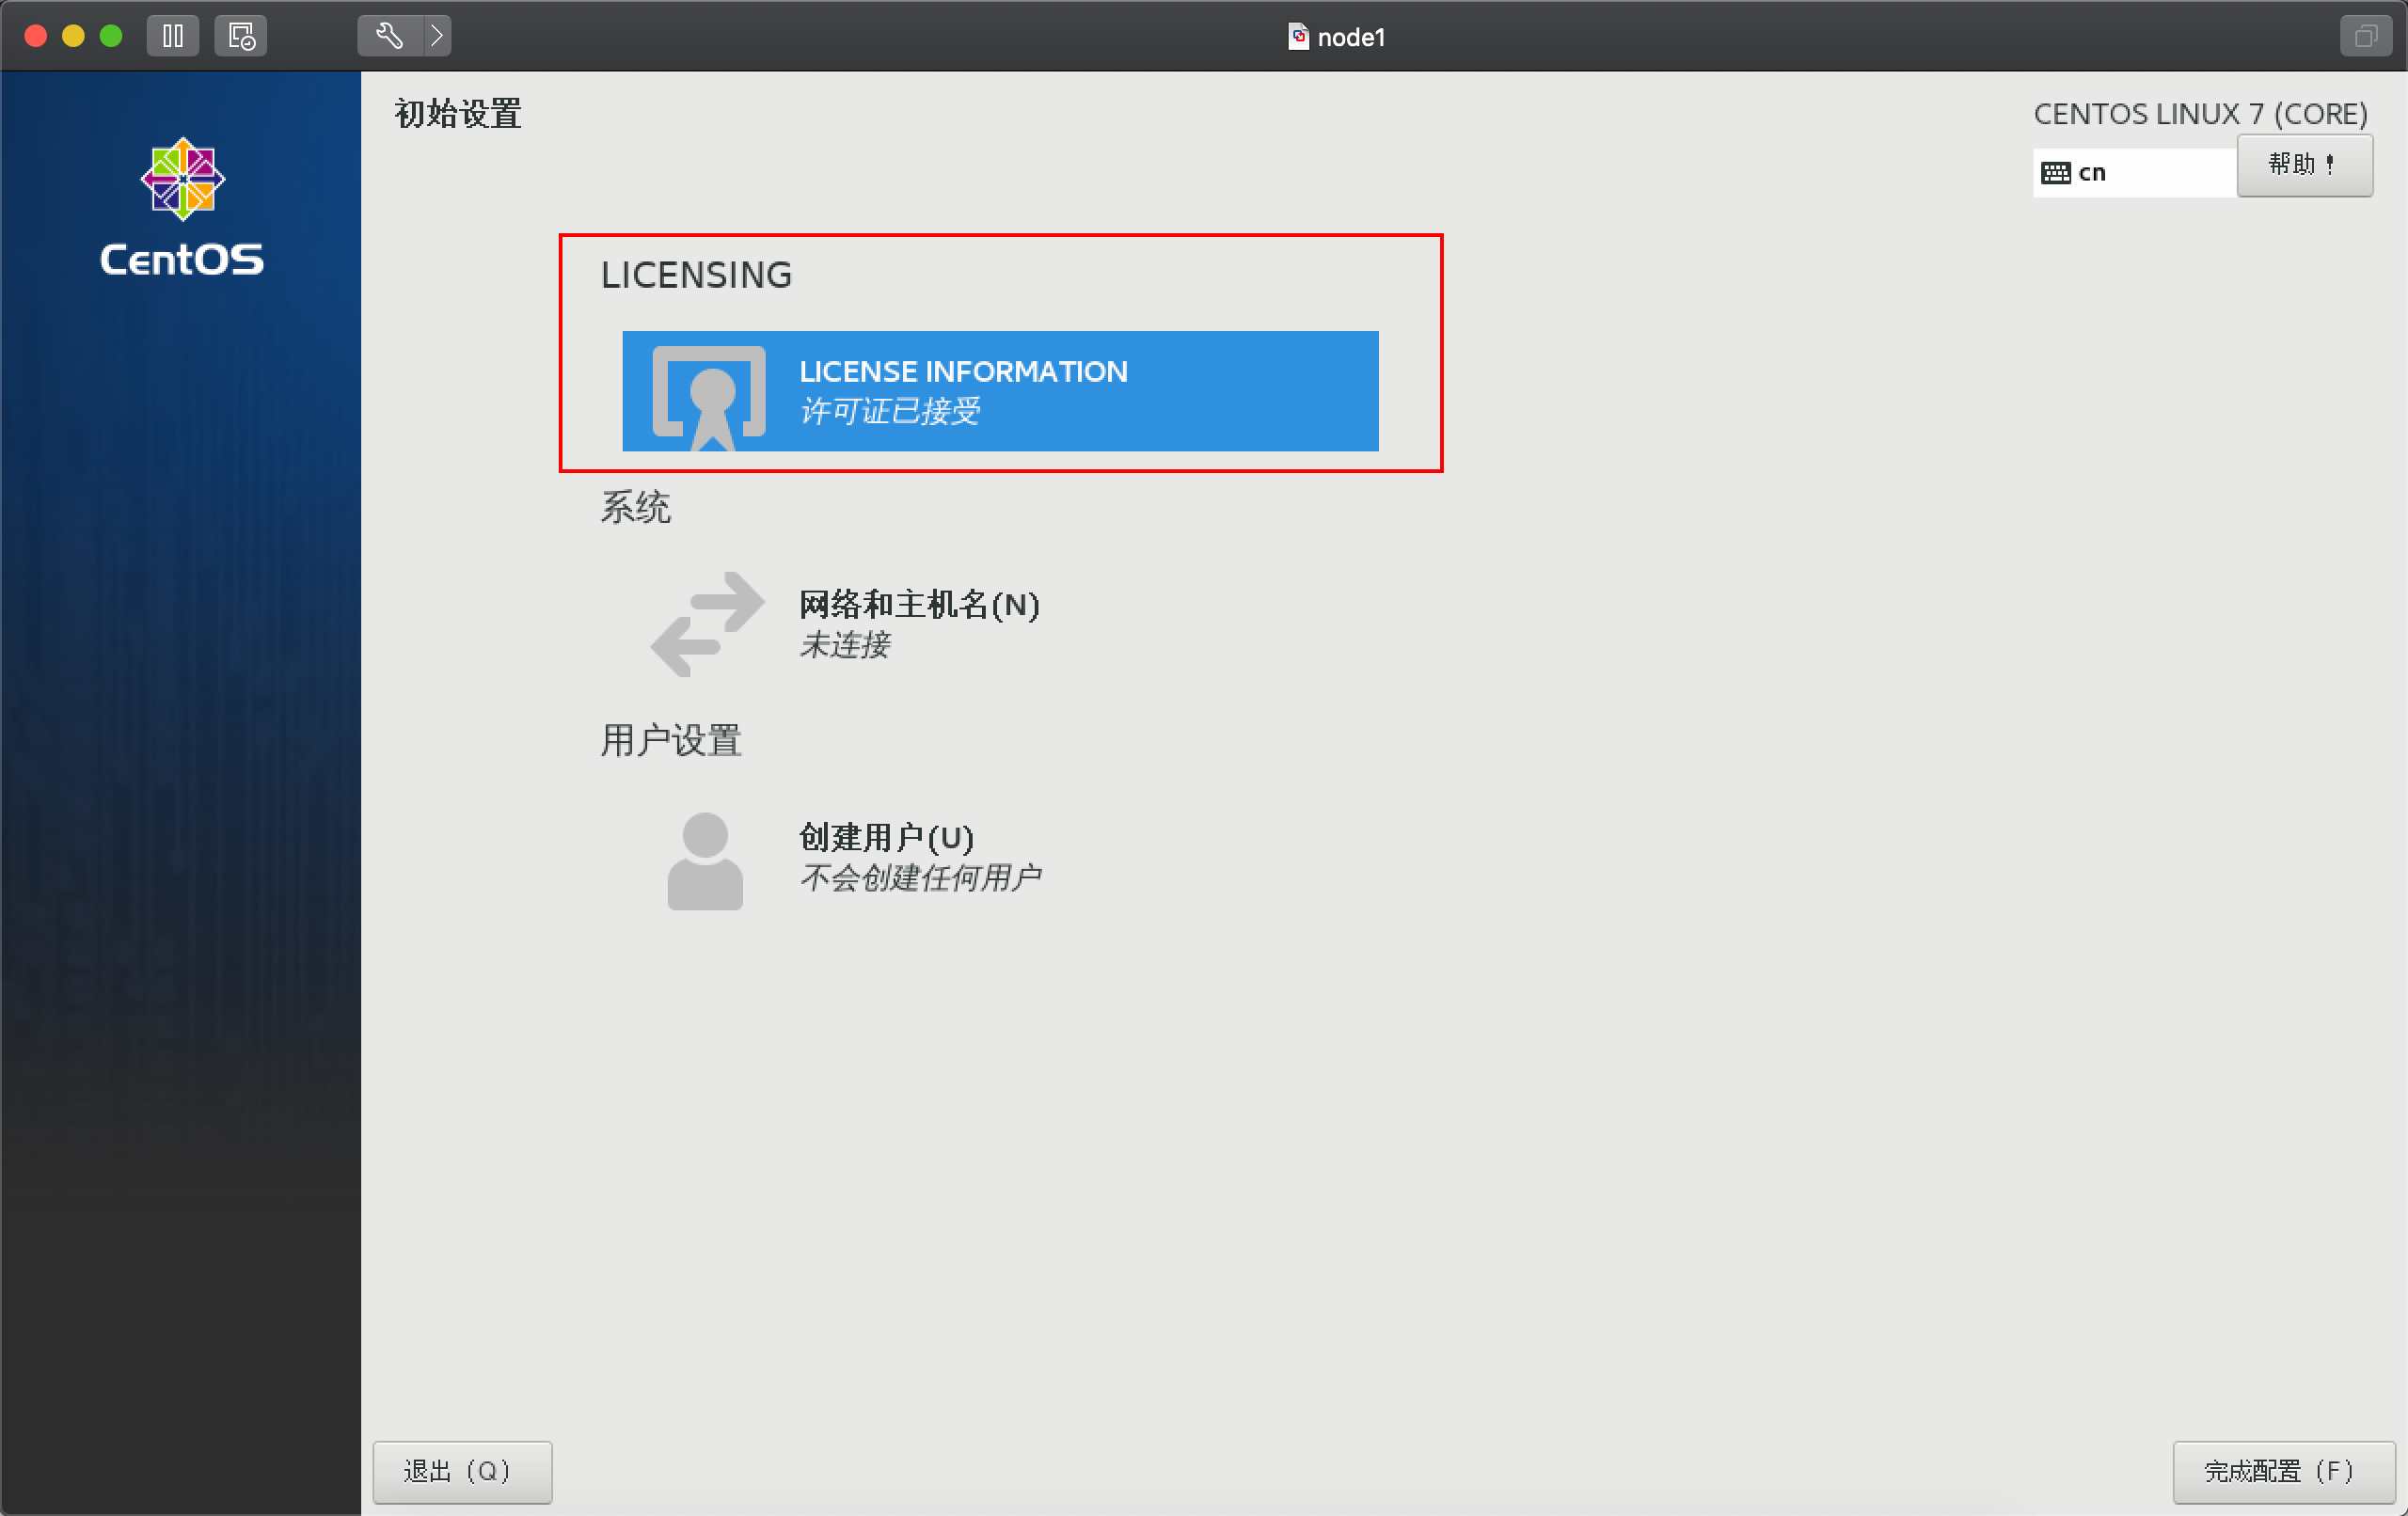 node1
初始设置
CENTOS LINUX 7 (CORE)
cn
帮助！
CentOS
LICENSING
LICENSE INFORMATION
许可证已接受
系统
网络和主机名(N)
未连接
用户设置
创建用户(U)
不会创建任何用户
退出（Q）
完成配置（F）